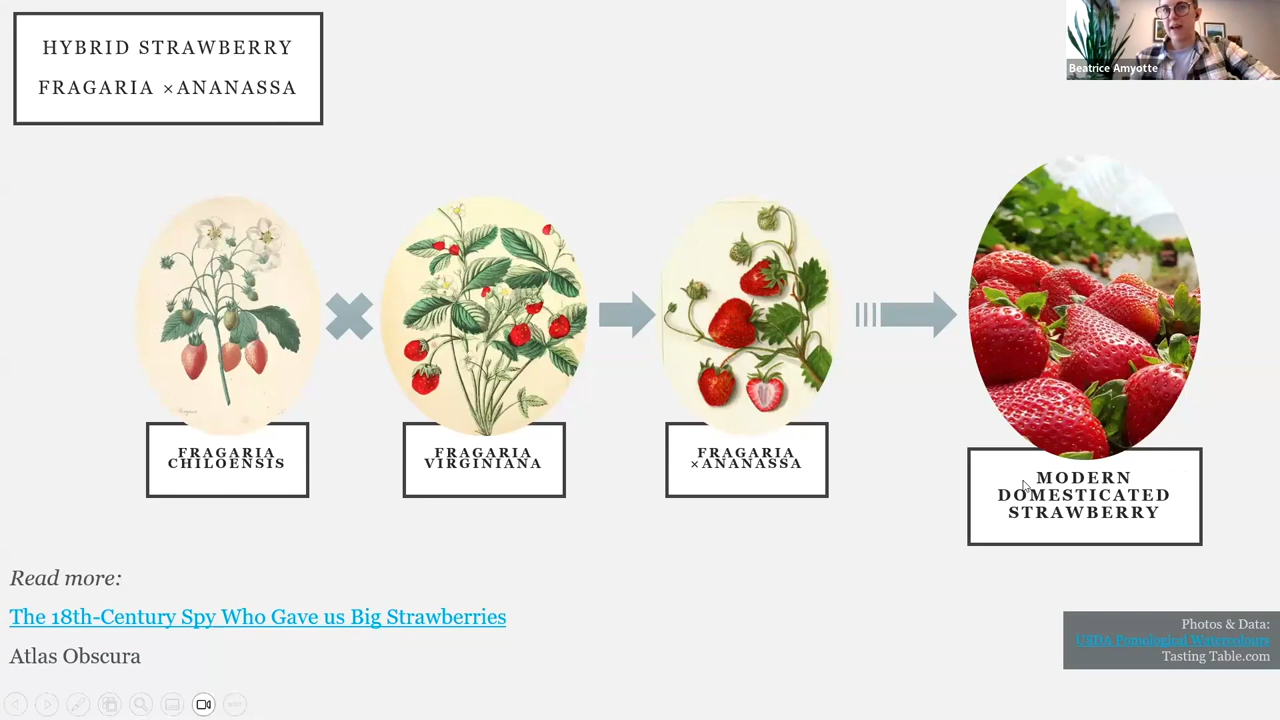 HYBRID STRAWBERRY
FRAGARIA ×ANANASSA
Beatrice Amyotte
FRAGARIA
CHILOENSIS
FRAGARIA
VIRGINIANA
FRAGARIA
×ANANASSA
MODERN
DOMESTICATED
STRAWBERRY
Read more:
The 18th-Century Spy Who Gave us Big Strawberries
Atlas Obscura
Photos & Data:
USDA Pomological Watercolours
Tasting Table.com